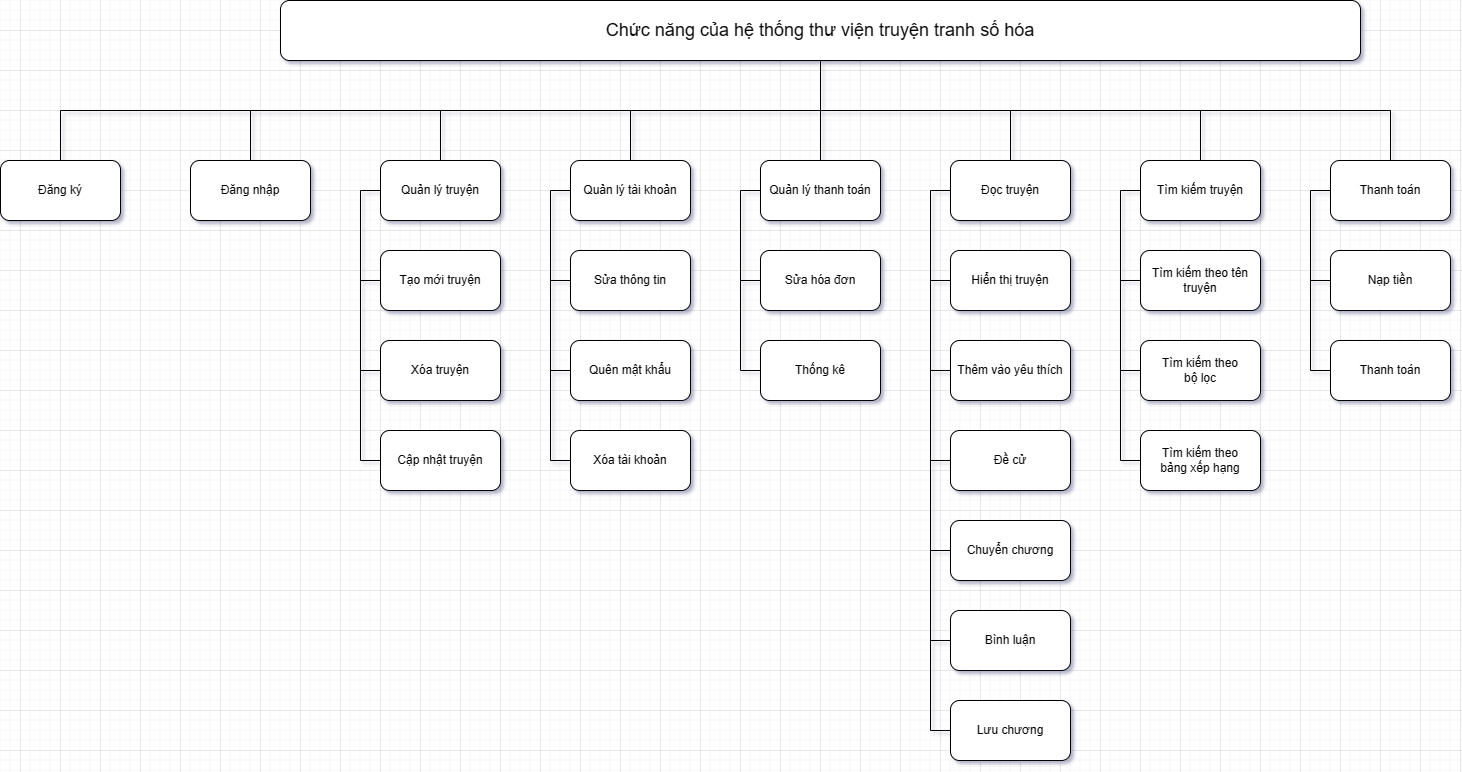 Chức năng của hệ thống thư viện truyện tranh số hóa
Đăng ký
Đăng nhập
Quản lý truyện
Quản lý tài khoản
Quản lý thanh toán
Đọc truyện
Tìm kiếm truyện
Thanh toán
Tạo mới truyện
Sửa thông tin
Sửa hóa đơn
Hiển thị truyện
Tìm kiếm theo tên
truyện
Nạp tiền
Xóa truyện
Quên mật khẩu
Thống kê
Thêm vào yêu thích
Tìm kiếm theo
bộ lọc
Thanh toán
Cập nhật truyện
Xóa tài khoản
Đề cử
Tìm kiếm theo
bảng xếp hạng
Chuyển chương
Bình luận
Lưu chương